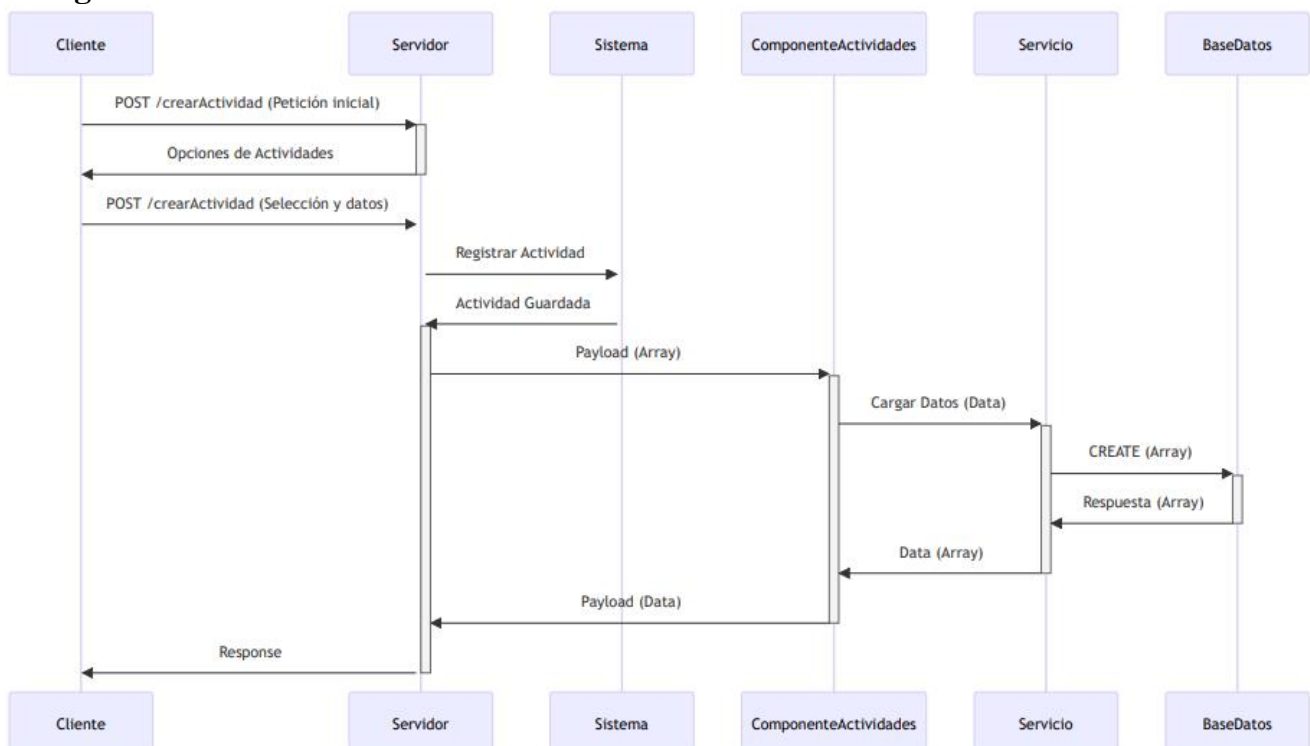 Cliente Servidor Sistema ComponenteActividades Servicio BaseDatos
POST /crearActividad (Petición inicial)
Opciones de Actividades
POST /crearActividad (Selección y datos)
Registrar Actividad
Actividad Guardada
Payload (Array)
Cargar Datos (Data)
CREATE (Array)
Respuesta (Array)
Data (Array)
Payload (Data)
Response
Cliente Servidor Sistema ComponenteActividades Servicio BaseDatos